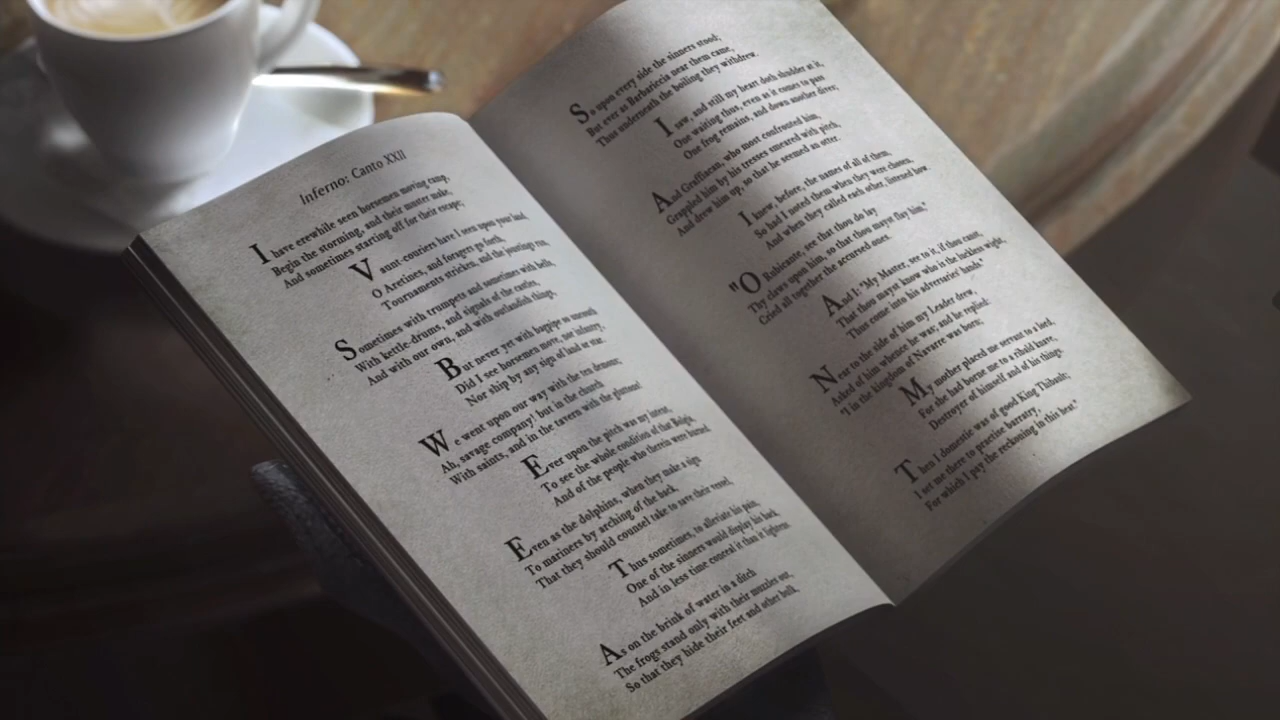 Inferno: Canto XXII
I have erewhile seen horsemen moving camp,
Begin the storming, and their muster make,
And sometimes starting off for their escape;
Vaunt-couriers have I seen upon your land,
O Aretines, and foragers go forth,
Tournaments stricken, and the joustings run,
Sometimes with trumpets and sometimes with bells,
With kettle-drums, and signals of the castles,
And with our own, and with outlandish things,
But never yet with bagpipe so uncouth
Did I see horsemen move, nor infantry,
Nor ship by any sign of land or star.
We went upon our way with the ten demons;
Ah, savage company! but in the church
With saints, and in the tavern with the gluttons!
Ever upon the pitch was my intent,
To see the whole condition of that Bolgia,
And of the people who therein were burned.
Even as the dolphins, when they make a sign
To mariners by arching of the back,
That they should counsel take to save their vessel,
Thus sometimes, to alleviate his pain,
One of the sinners would display his back,
And in less time conceal it than it lightens.
As on the brink of water in a ditch
The frogs stand only with their muzzles out,
So that they hide their feet and other bulk,
So upon every side the sinners stood;
But ever as Barbariccia near them came,
Thus underneath the boiling they withdrew.
I saw, and still my heart doth shudder at it,
One waiting thus, even as it comes to pass
One frog remains, and down another dives;
And Graffiacan, who most confronted him,
Grappled him by his tresses smeared with pitch,
And drew him up, so that he seemed an otter.
I knew, before, the names of all of them,
So had I noted them when they were chosen,
And when they called each other, listened how.
"O Rubicante, see that thou do lay
Thy claws upon him, so that thou mayst flay him,"
Cried all together the accursed ones.
And I: "My Master, see to it, if thou canst,
That thou mayst know who is the luckless wight,
Thus come into his adversaries' hands."
Near to the side of him my Leader drew,
Asked of him whence he was; and he replied:
"I in the kingdom of Navarre was born;
My mother placed me servant to a lord,
For she had borne me to a ribald knave,
Destroyer of himself and of his things.
Then I domestic was of good King Thibault;
I set me there to practise barratry,
For which I pay the reckoning in this heat."